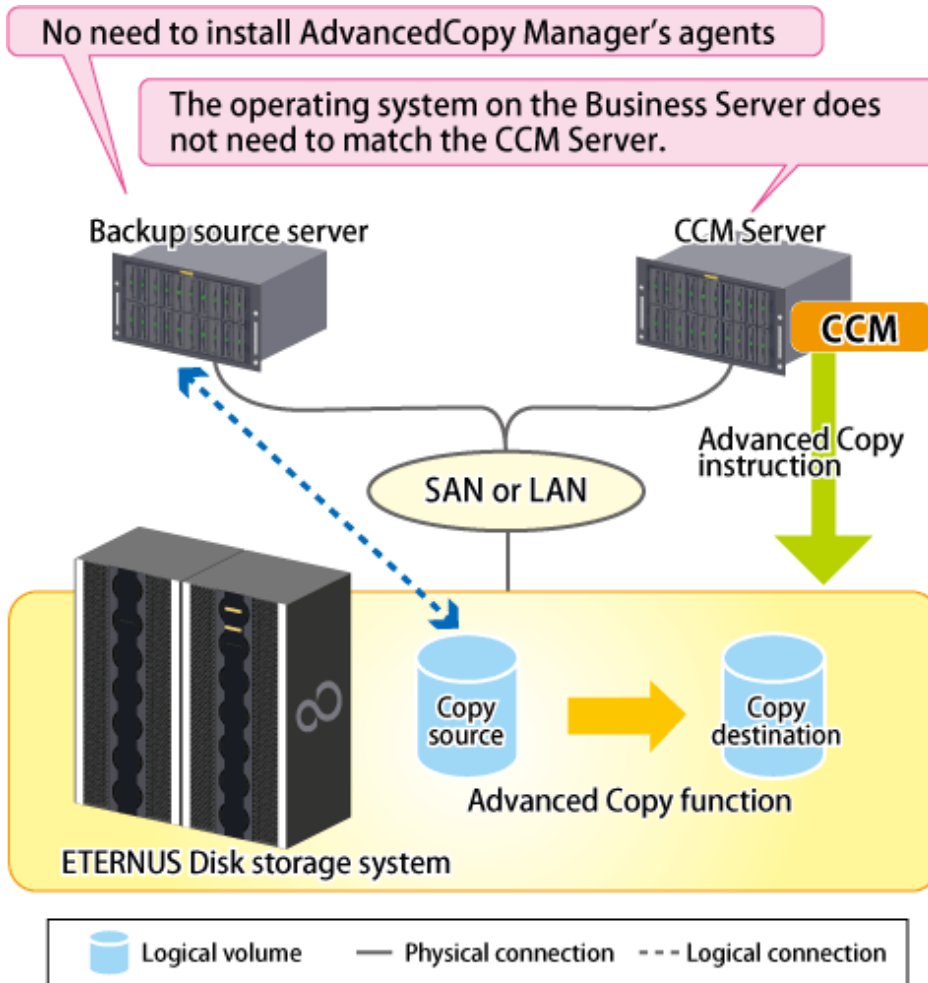 No need to install AdvancedCopy Manager's agents
The operating system on the Business Server does
not need to match the CCM Server.
Backup source server
CCM Server
CCM
Advanced Copy
instruction
SAN or LAN
Copy
source
Copy
destination
Advanced Copy function
ETERNUS Disk storage system
Logical volume
Physical connection
Logical connection